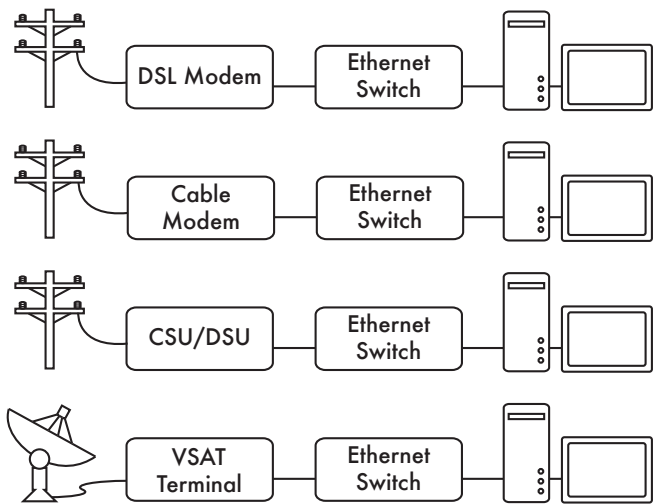 DSL Modem
Ethernet
Switch
Cable
Modem
Ethernet
Switch
CSU/DSU
Ethernet
Switch
VSAT
Terminal
Ethernet
Switch